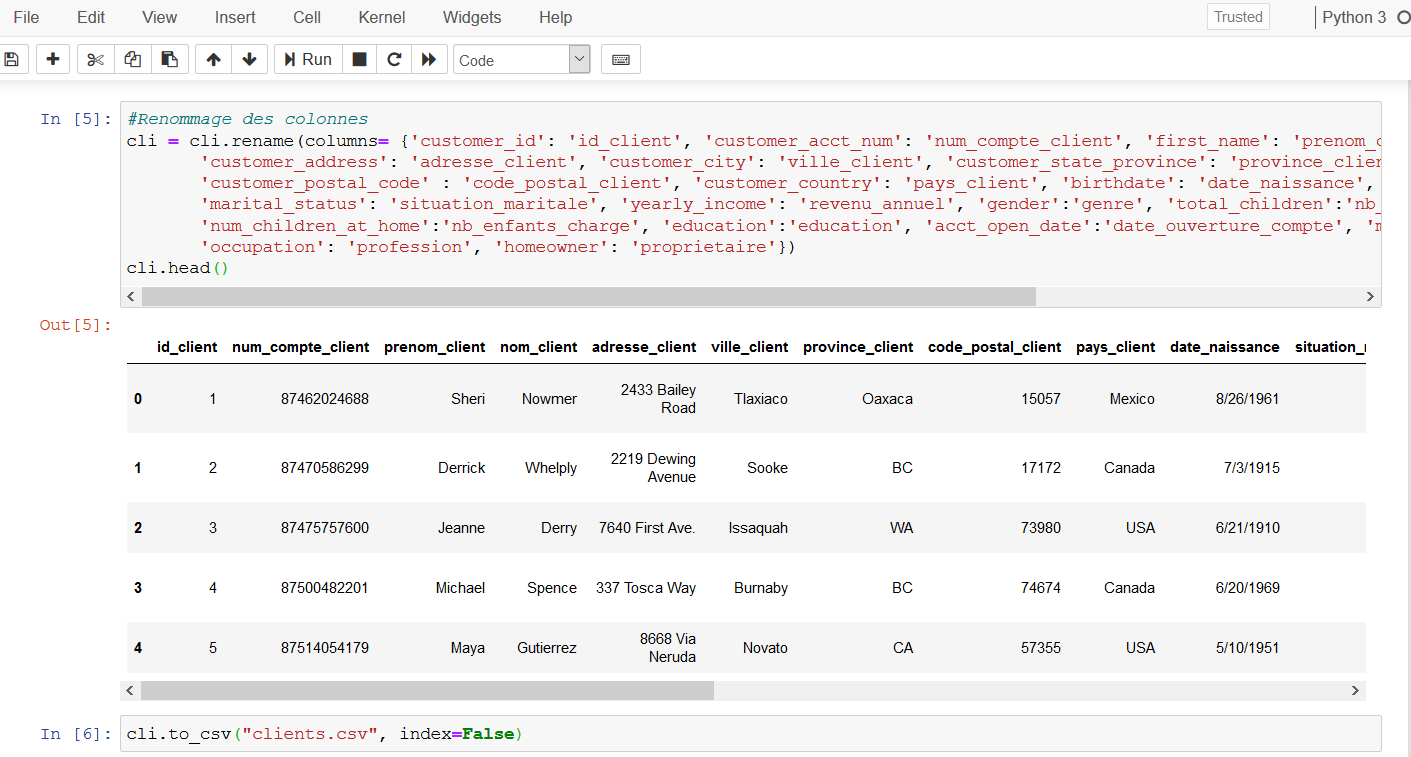 File Edit View Insert Cell Kernel Widgets Help Trusted Python 3
Run Code
In [5]:
#Renommage des colonnes
cli = cli.rename(columns= {'customer_id': 'id_client', 'customer_acct_num': 'num_compte_client', 'first_name': 'prenom_
'customer_address': 'adresse_client', 'customer_city': 'ville_client', 'customer_state_province': 'province_clien
'customer_postal_code' : 'code_postal_client', 'customer_country': 'pays_client', 'birthdate': 'date_naissance',
'marital_status': 'situation_maritale', 'yearly_income': 'revenu_annuel', 'gender':'genre', 'total_children':'nb_
'num_children_at_home':'nb_enfants_charge', 'education':'education', 'acct_open_date':'date_ouverture_compte',
'occupation': 'profession', 'homeowner': 'proprietaire'})
cli.head()
Out[5]:
id_client num_compte_client prenom_client nom_client adresse_client ville_client province_client code_postal_client pays_client date_naissance situation_
0 1 87462024688 Sheri Nowmer 2433 Bailey Road Tlaxiaco Oaxaca 15057 Mexico 8/26/1961
1 2 87470586299 Derrick Whelply 2219 Dewing Avenue Sooke BC 17172 Canada 7/3/1915
2 3 87475757600 Jeanne Derry 7640 First Ave. Issaquah WA 73980 USA 6/21/1910
3 4 87500482201 Michael Spence 337 Tosca Way Burnaby BC 74674 Canada 6/20/1969
4 5 87514054179 Maya Gutierrez 8668 Via Neruda Novato CA 57355 USA 5/10/1951
In [6]:
cli.to_csv("clients.csv", index=False)